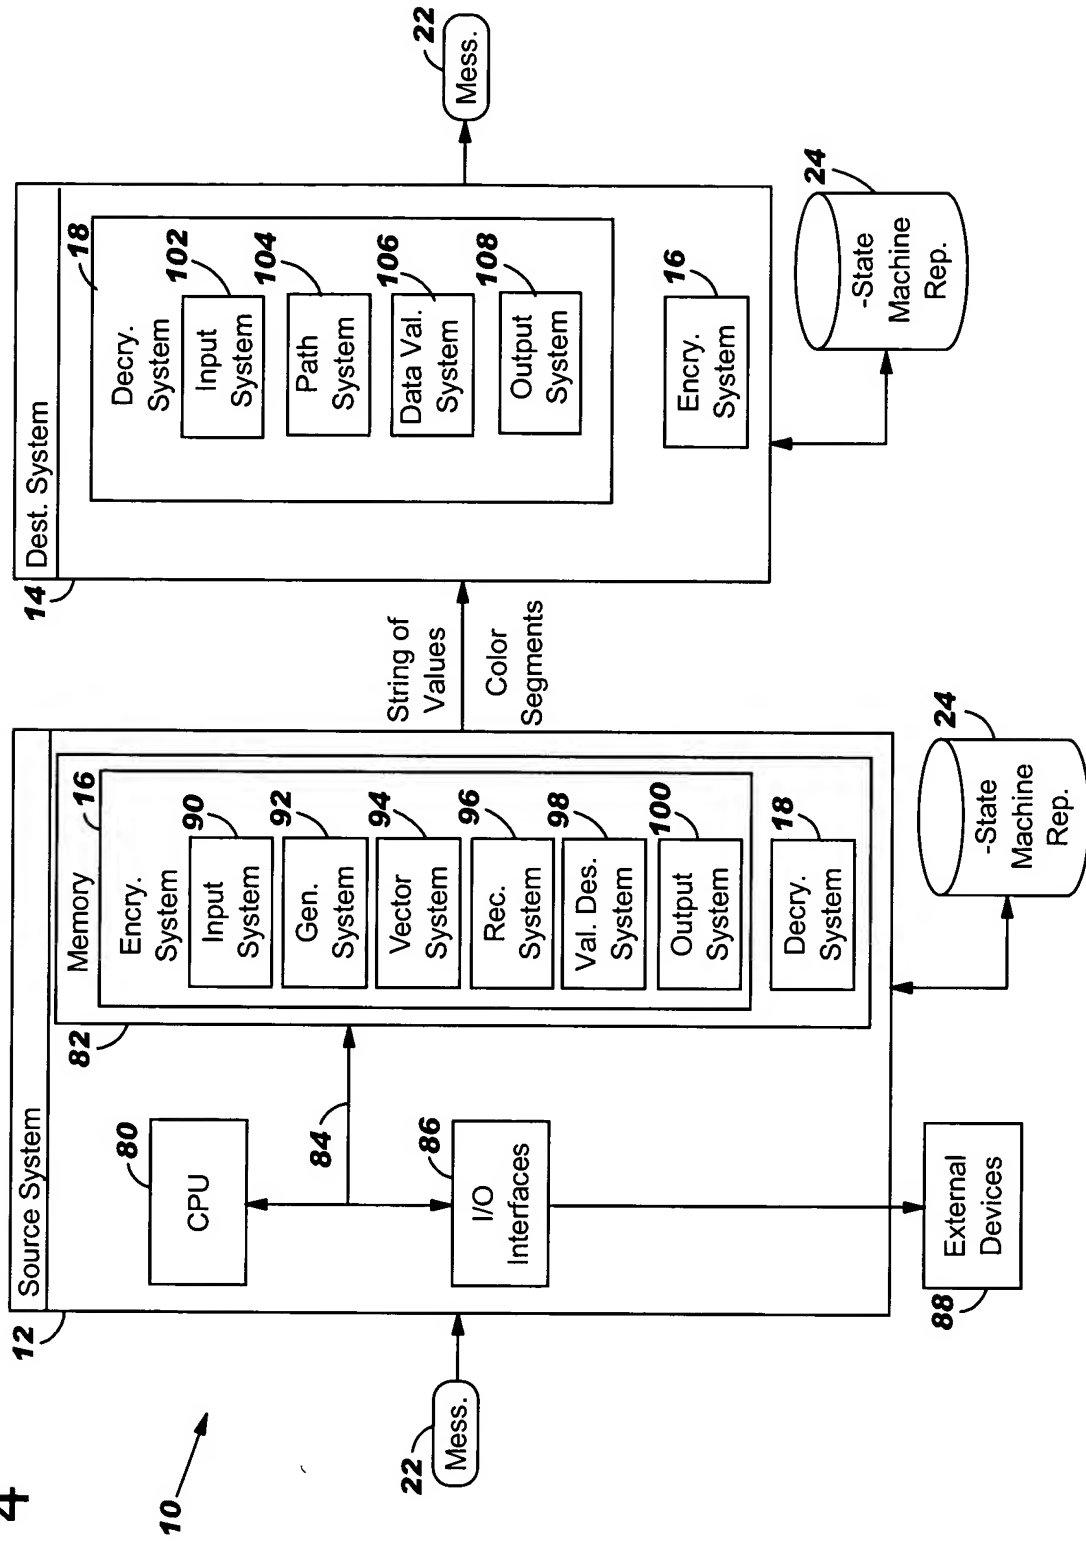 4
10
22
Mess.
12
Source System
80
CPU
84
86
I/O
Interfaces
88
External
Devices
82
Memory
16
Encry.
System
90
Input
System
92
Gen.
System
94
Vector
System
96
Rec.
System
98
Val. Des.
System
100
Output
System
18
Decry.
System
24
-State
Machine
Rep.
String of
Values
Color
Segments
14
Dest. System
18
Decry.
System
102
Input
System
104
Path
System
106
Data Val.
System
108
Output
System
16
Encry.
System
24
-State
Machine
Rep.
22
Mess.